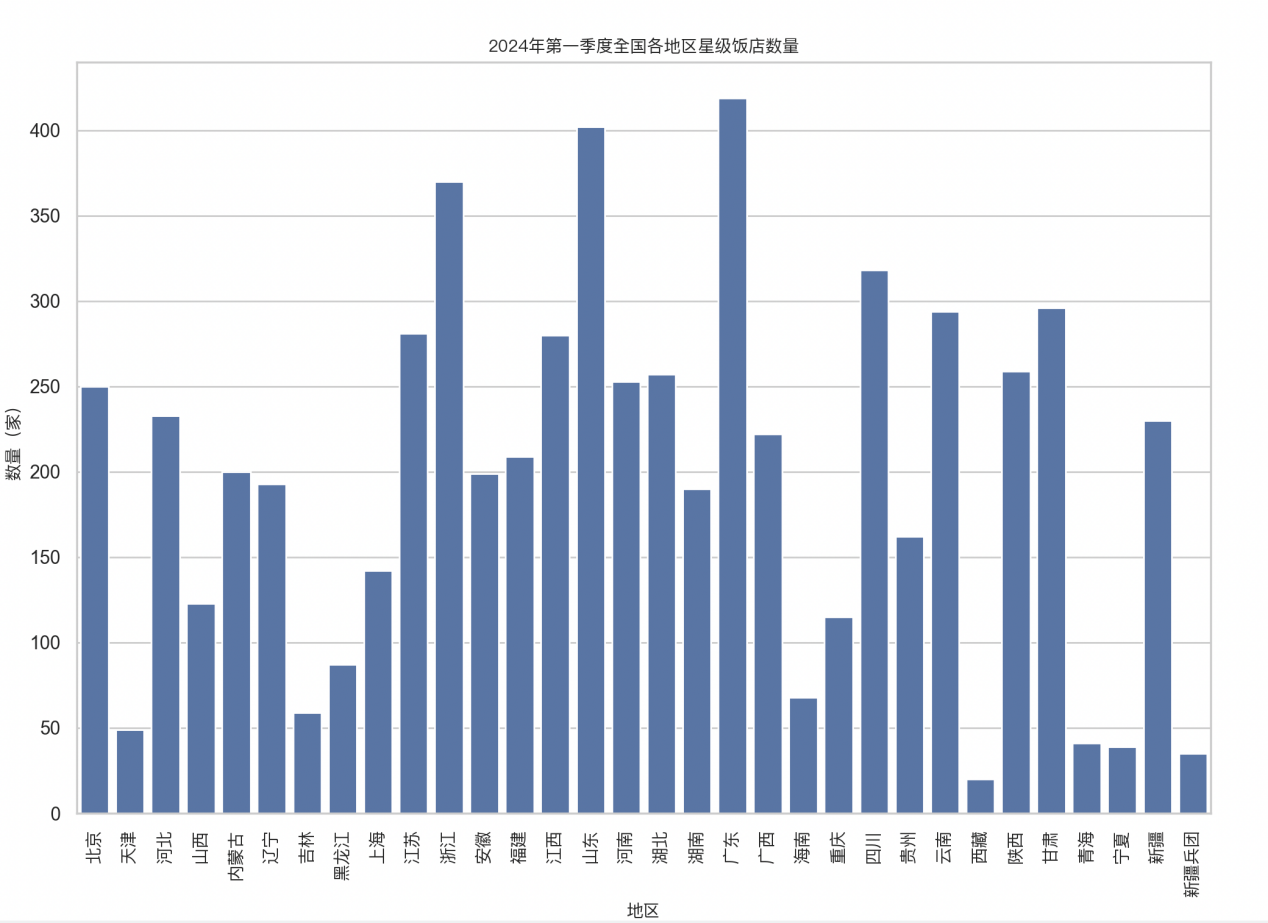 2024年第一季度全国各地区星级饭店数量
数量（家）
400
350
300
250
200
150
100
50
0
北京
天津
河北
山西
内蒙古
辽宁
吉林
黑龙江
上海
江苏
浙江
安徽
福建
江西
山东
河南
湖北
湖南
广东
广西
海南
重庆
四川
贵州
云南
西藏
陕西
甘肃
青海
宁夏
新疆
新疆兵团
地区